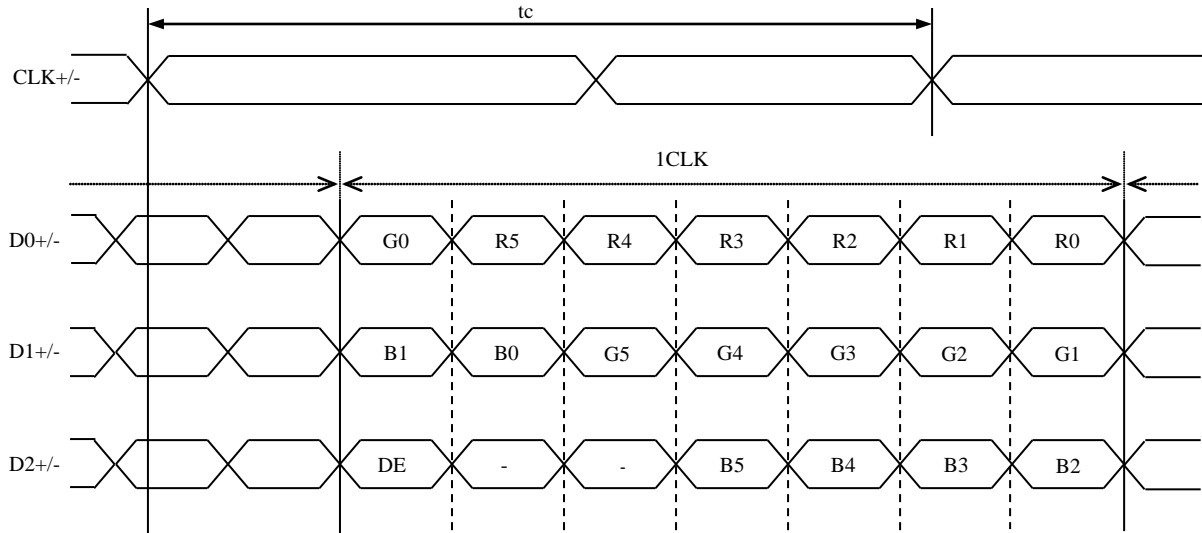 tc
CLK+/-
1CLK
D0+/- G0 R5 R4 R3 R2 R1 R0
D1+/- B1 B0 G5 G4 G3 G2 G1
D2+/- DE - - B5 B4 B3 B2